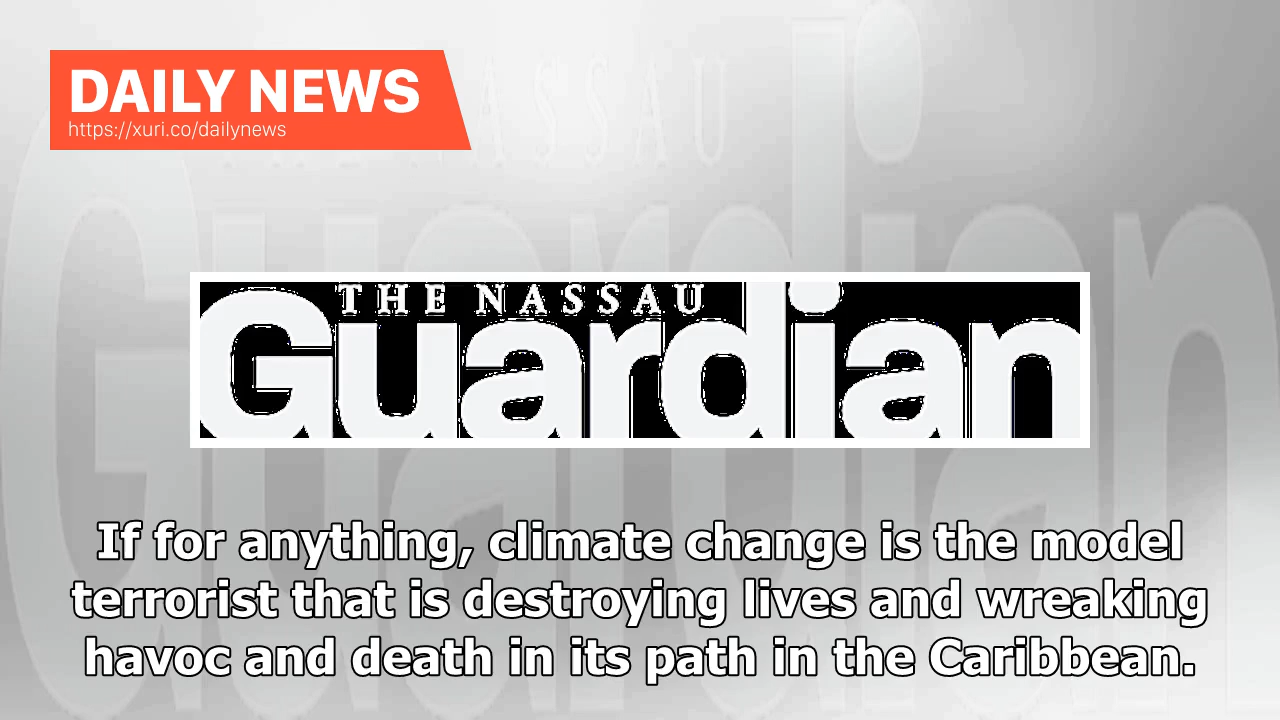 DAILY NEWS
https://xuri.co/dailynews
THE NASSAU
Guardian
If for anything, climate change is the model
terrorist that is destroying lives and wreaking
havoc and death in its path in the Caribbean.